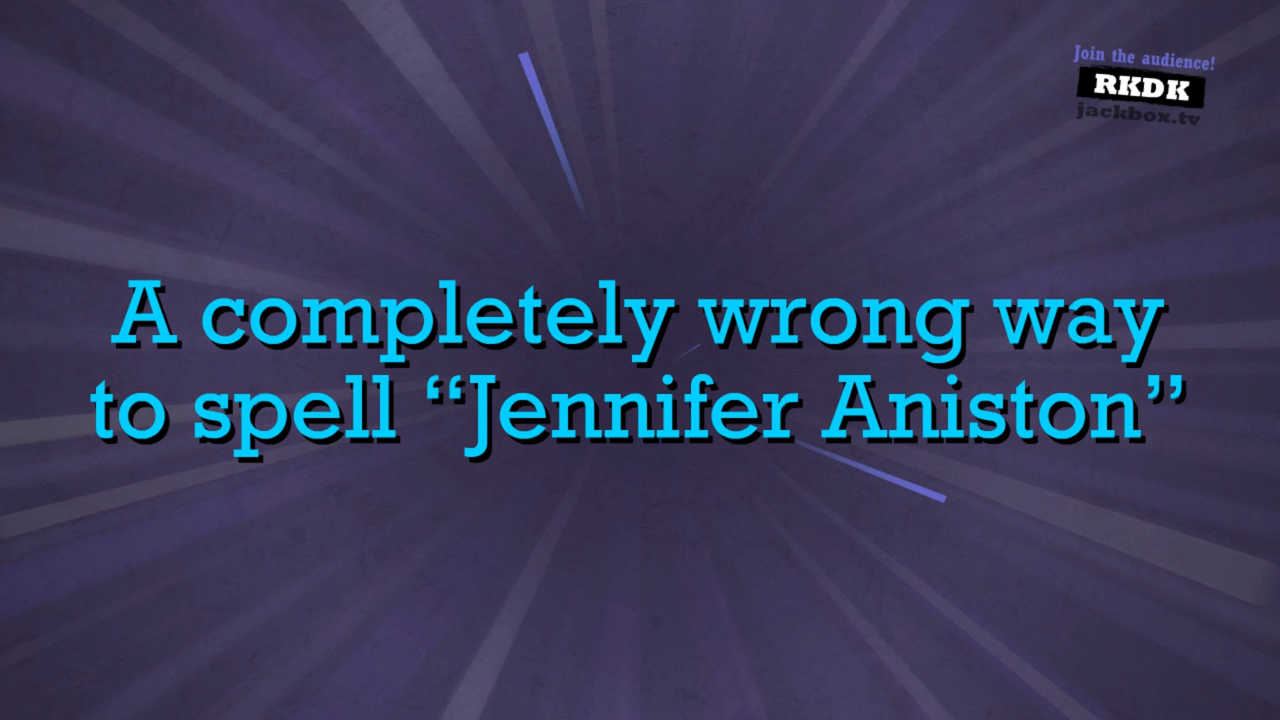 Join the audience!
RKDK
jackbox.tv
A completely wrong way
to spell “Jennifer Aniston”